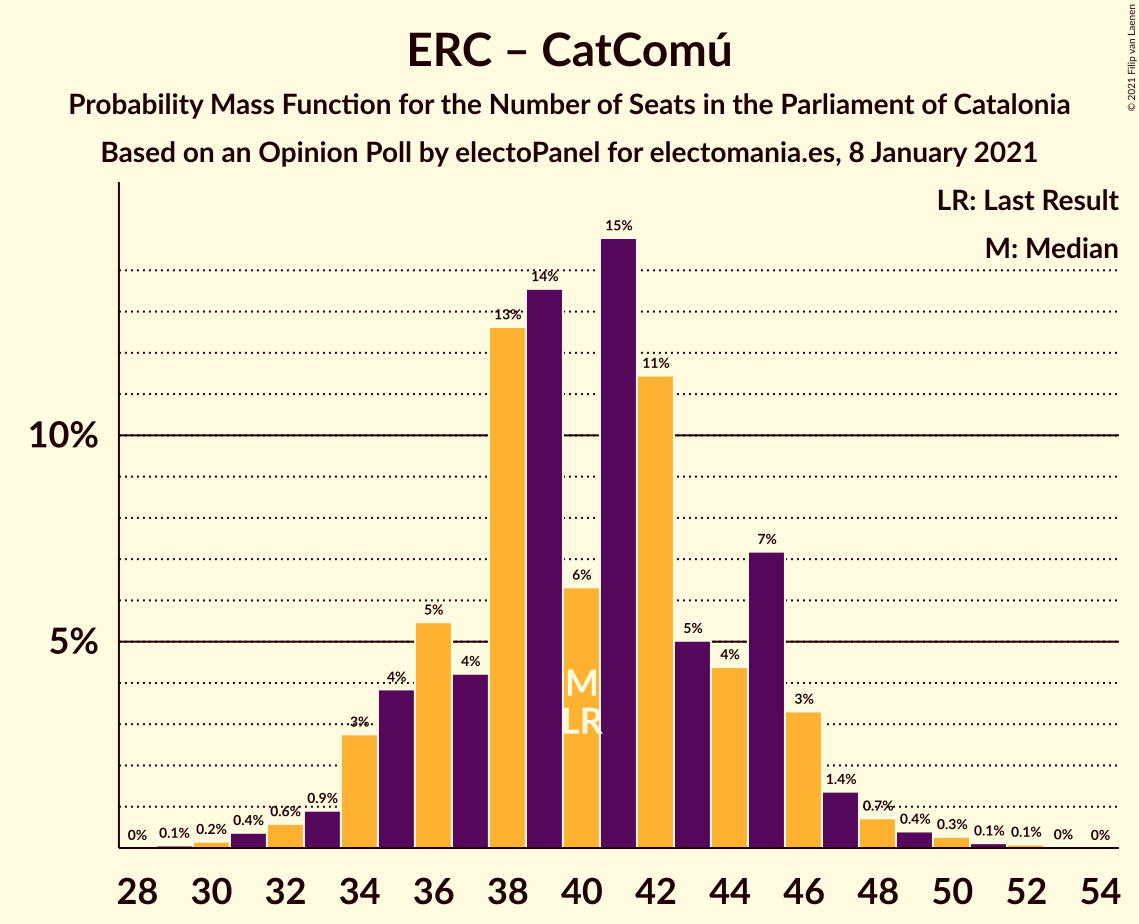 ERC – CatComú
Probability Mass Function for the Number of Seats in the Parliament of Catalonia
Based on an Opinion Poll by electoPanel for electomania.es, 8 January 2021
© 2021 Filip van Laenen
LR: Last Result
M: Median
10%
5%
0% 0.1% 0.2% 0.4% 0.6% 0.9% 3% 4% 5% 4% 13% 14% 6% 15% 11% 5% 4% 7% 3% 1.4% 0.7% 0.4% 0.3% 0.1% 0.1% 0% 0%
M
LR
28 30 32 34 36 38 40 42 44 46 48 50 52 54